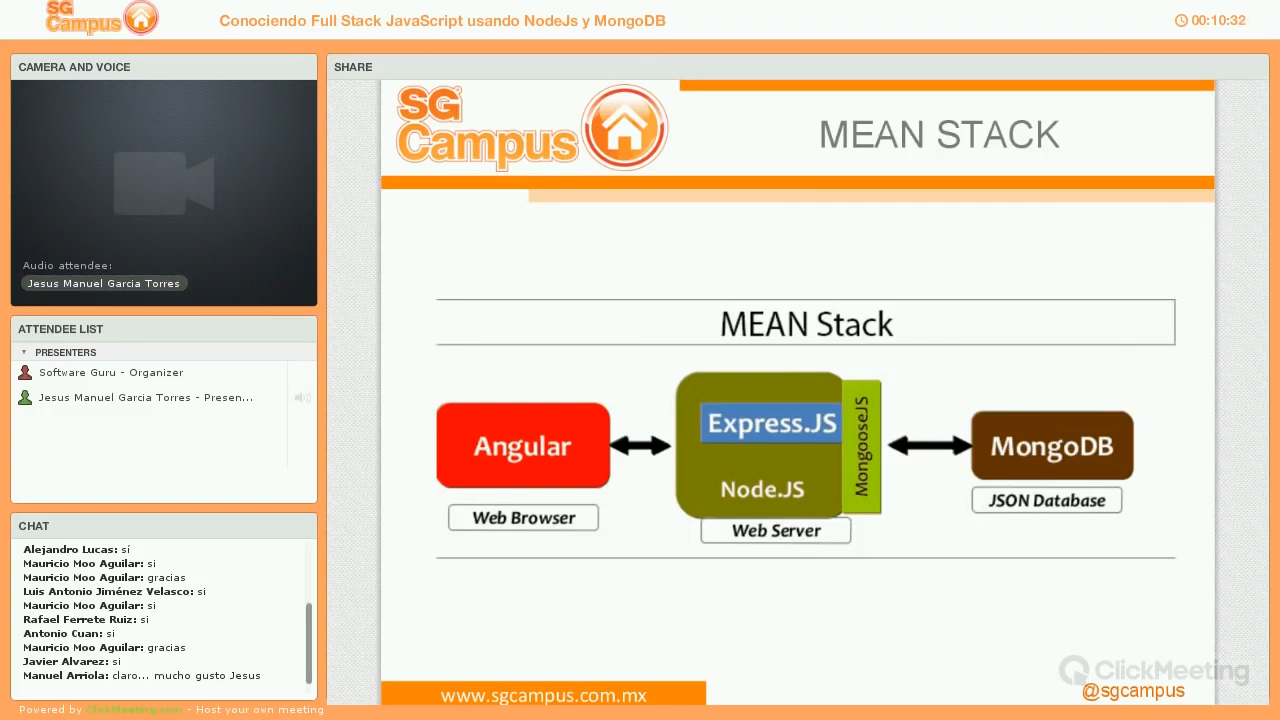 SG Campus
Conociendo Full Stack JavaScript usando NodeJs y MongoDB
00:10:32
CAMERA AND VOICE
Audio attendee:
Jesus Manuel Garcia Torres
ATTENDEE LIST
PRESENTERS
Software Guru - Organizer
Jesus Manuel Garcia Torres - Presen...
CHAT
Alejandro Lucas: sí
Mauricio Moo Aguilar: si
Mauricio Moo Aguilar: gracias
Luis Antonio Jiménez Velasco: si
Mauricio Moo Aguilar: si
Rafael Ferrete Ruiz: si
Antonio Cuan: si
Mauricio Moo Aguilar: gracias
Javier Alvarez: si
Manuel Arriola: claro... mucho gusto Jesus
Powered by ClickMeeting.com - Host your own meeting
SHARE
SG
Campus
MEAN STACK
MEAN Stack
Angular
Web Browser
Express.JS
Node.JS
MongooseJS
Web Server
MongoDB
JSON Database
www.sgcampus.com.mx
ClickMeeting
@sgcampus